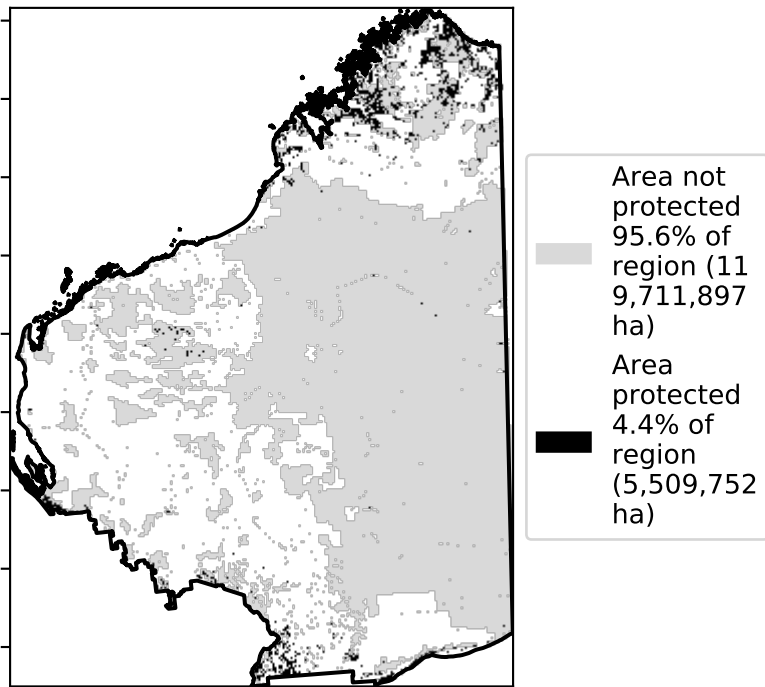 Area not
protected
95.6% of
region (11
9,711,897
ha)
Area
protected
4.4% of
region
(5,509,752
ha)